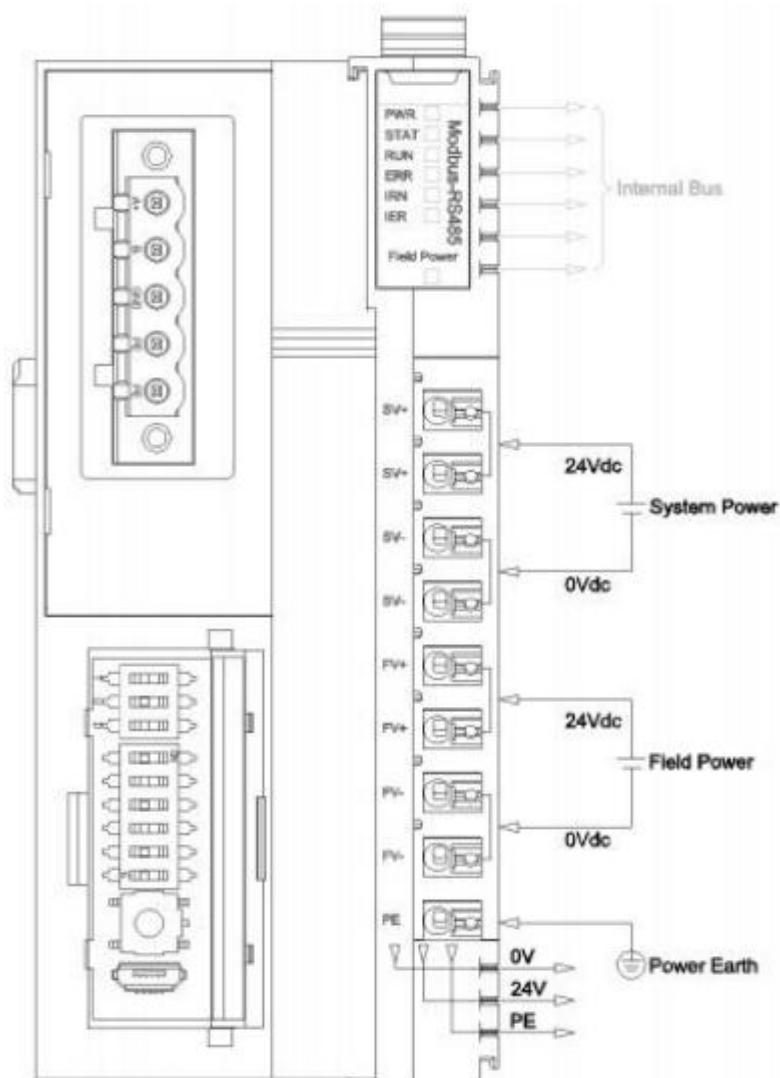 PWR
STAT
RUN
ERR
IRN
IER
Modbus-RS485
Field Power
Internal Bus
SV+
24Vdc
SV+
System Power
SV-
0Vdc
SV-
FV+
24Vdc
FV+
Field Power
FV-
0Vdc
FV-
PE
Power Earth
0V
24V
PE